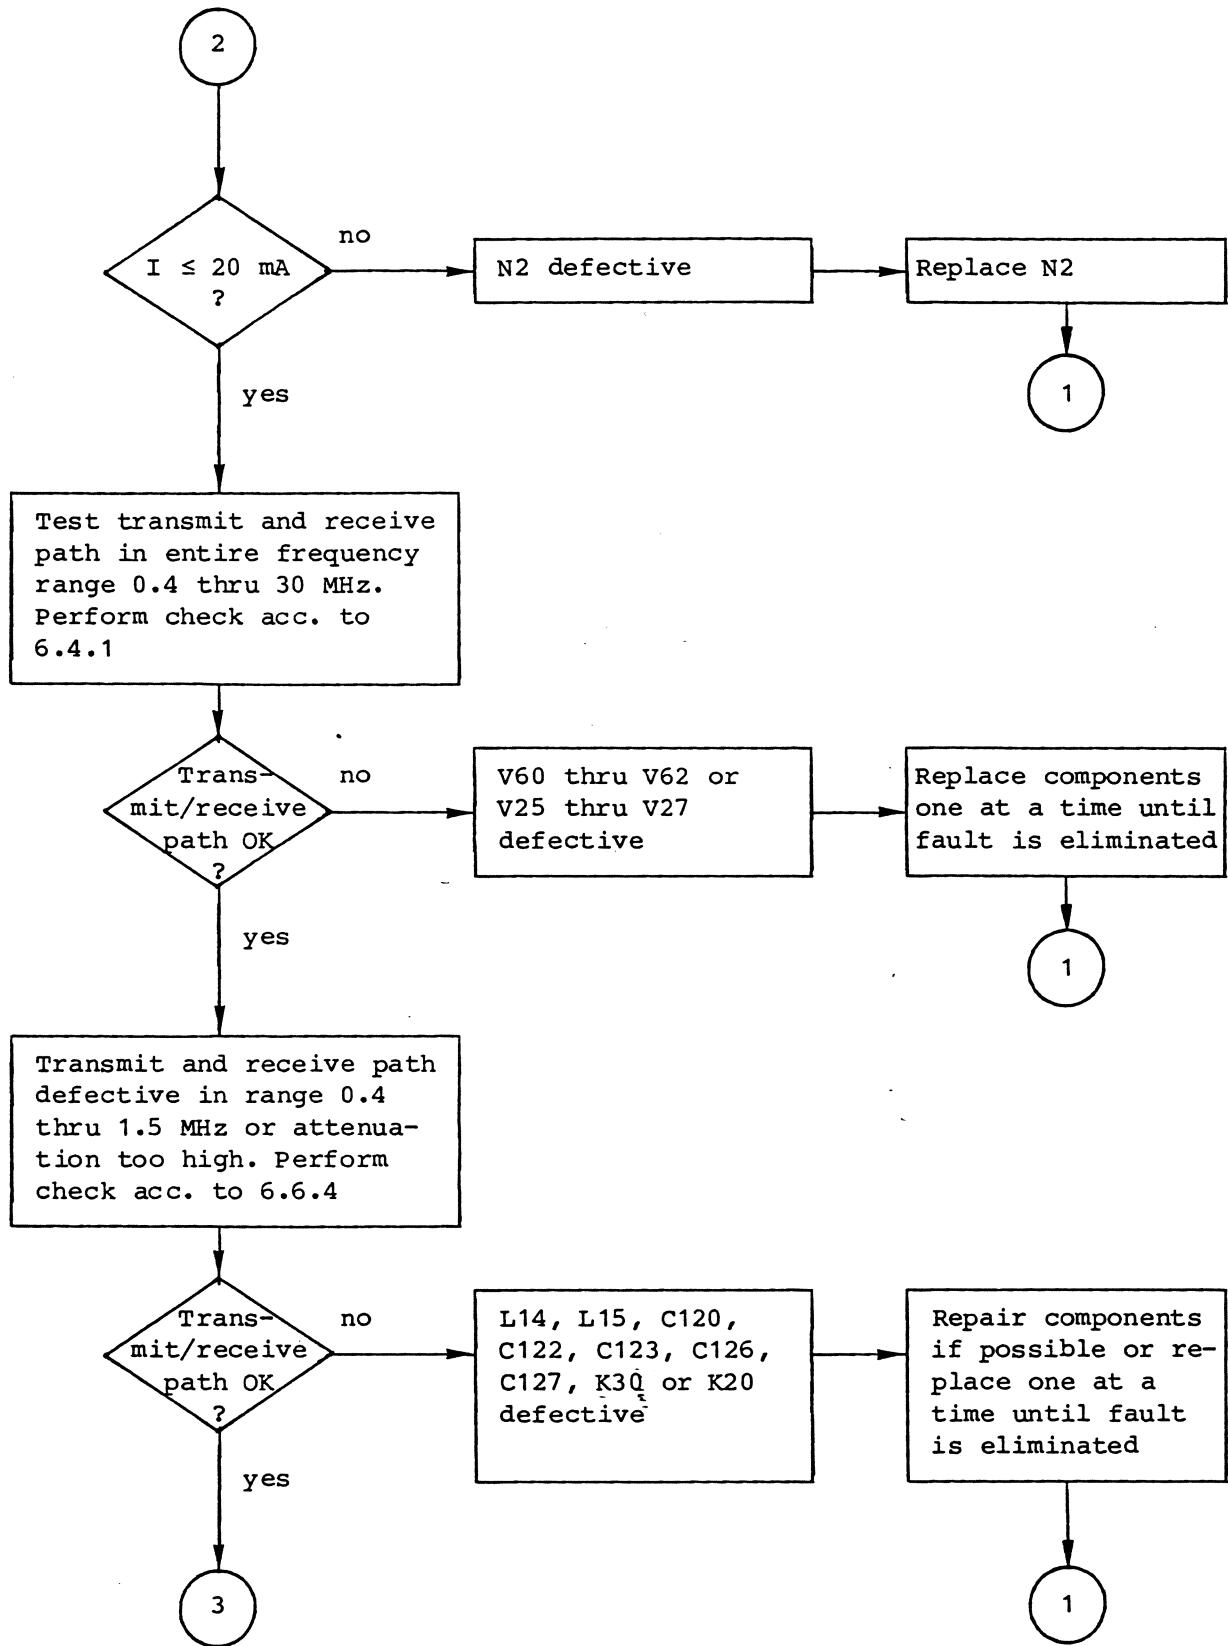 2
I ≤ 20 mA
?
no
N2 defective
Replace N2
1
yes
Test transmit and receive
path in entire frequency
range 0.4 thru 30 MHz.
Perform check acc. to
6.4.1
Trans-
mit/receive
path OK
?
no
V60 thru V62 or
V25 thru V27
defective
Replace components
one at a time until
fault is eliminated
1
yes
Transmit and receive path
defective in range 0.4
thru 1.5 MHz or attenua-
tion too high. Perform
check acc. to 6.6.4
Trans-
mit/receive
path OK
?
no
L14, L15, C120,
C122, C123, C126,
C127, K30 or K20
defective
Repair components
if possible or re-
place one at a
time until fault
is eliminated
yes
3
1